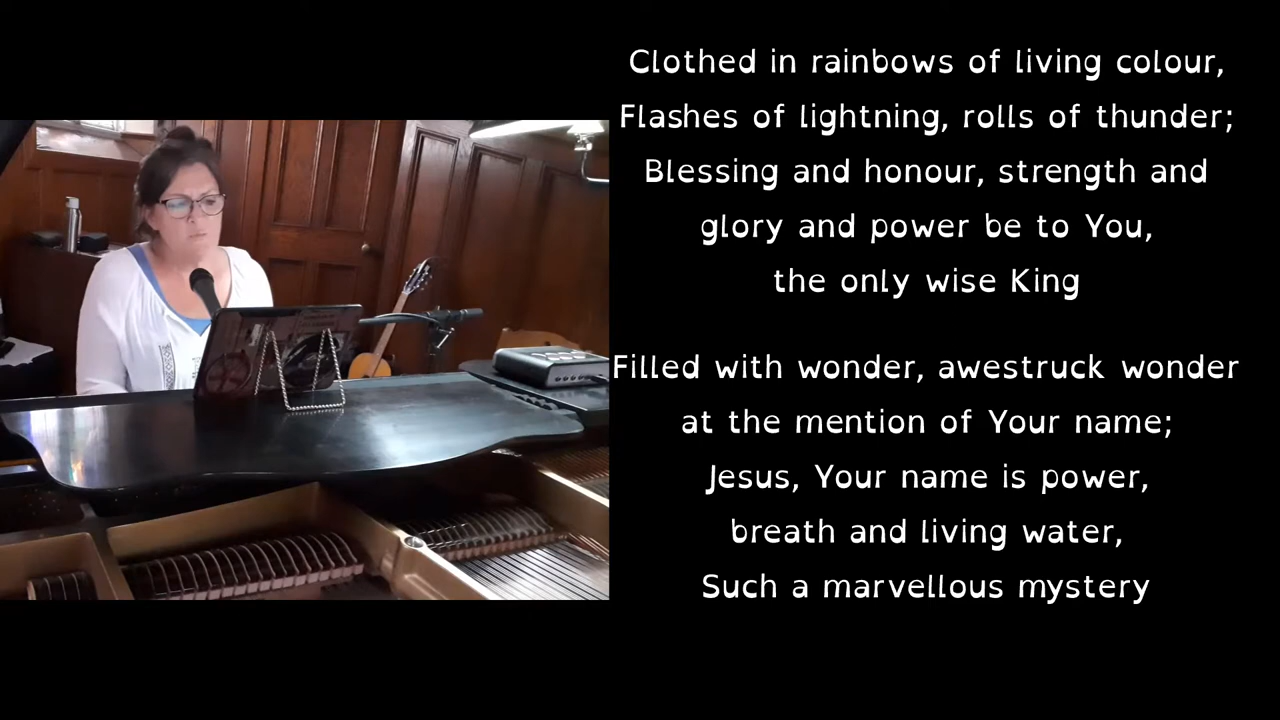 Clothed in rainbows of living colour,
Flashes of lightning, rolls of thunder;
Blessing and honour, strength and
glory and power be to You,
the only wise King
Filled with wonder, awestruck wonder
at the mention of Your name;
Jesus, Your name is power,
breath and living water,
Such a marvellous mystery